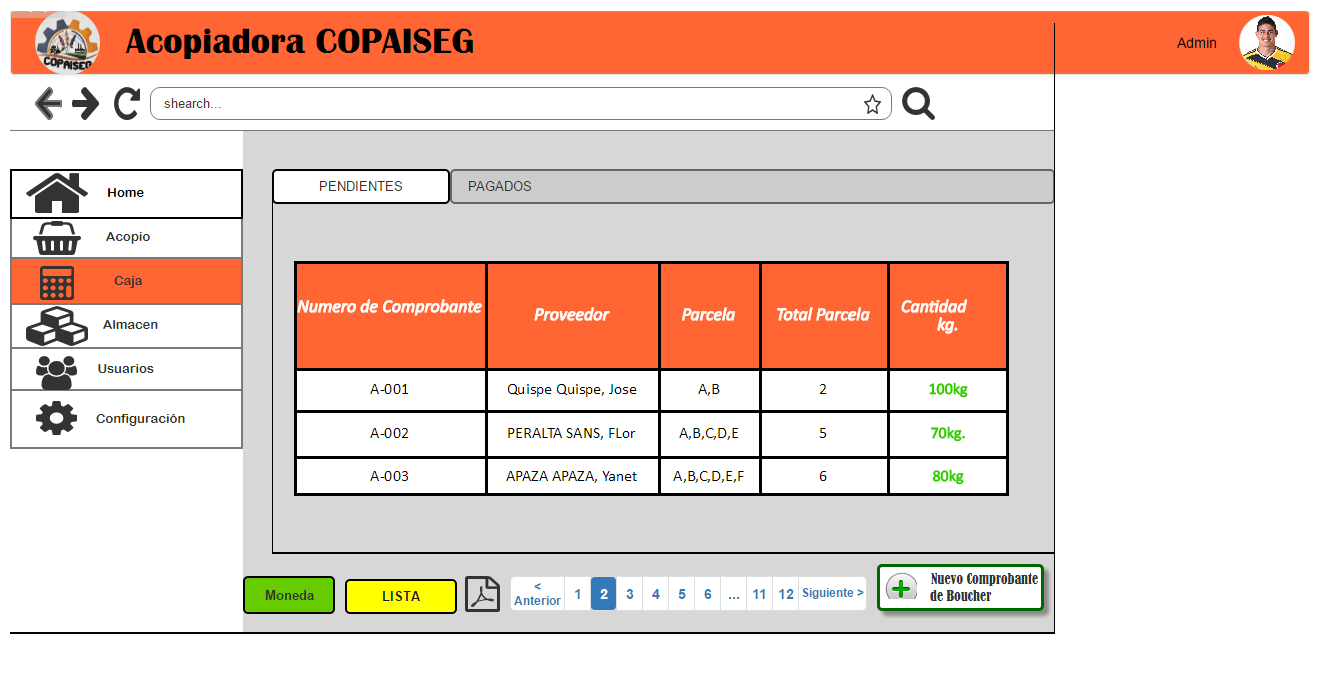 COPAISEG
Acopiadora COPAISEG
Admin
shearch...
Home
Acopio
Caja
Almacen
Usuarios
Configuración
PENDIENTES
PAGADOS
Numero de Comprobante
Proveedor
Parcela
Total Parcela
Cantidad
kg.
A-001
Quispe Quispe, Jose
A,B
2
100kg
A-002
PERALTA SANS, FLor
A,B,C,D,E
5
70kg.
A-003
APAZA APAZA, Yanet
A,B,C,D,E,F
6
80kg
Moneda
LISTA
<
Anterior
1
2
3
4
5
6
...
11
12
Siguiente >
Nuevo Comprobante
de Boucher